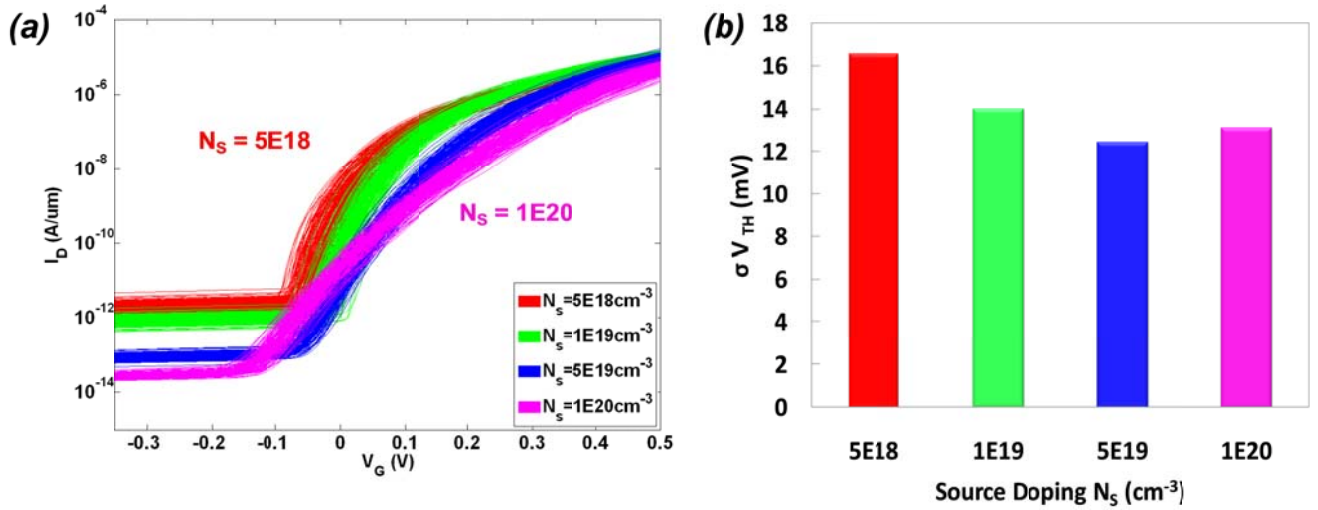 (a)
10^-4
10^-6
10^-8
10^-10
10^-12
10^-14
I_D (A/um)
N_S = 5E18
N_S = 1E20
N_s=5E18cm^-3
N_s=1E19cm^-3
N_s=5E19cm^-3
N_s=1E20cm^-3
-0.3 -0.2 -0.1 0 0.1 0.2 0.3 0.4 0.5
V_G (V)
(b)
18
16
14
12
10
8
6
4
2
0
σ V_TH (mV)
5E18 1E19 5E19 1E20
Source Doping N_S (cm^-3)